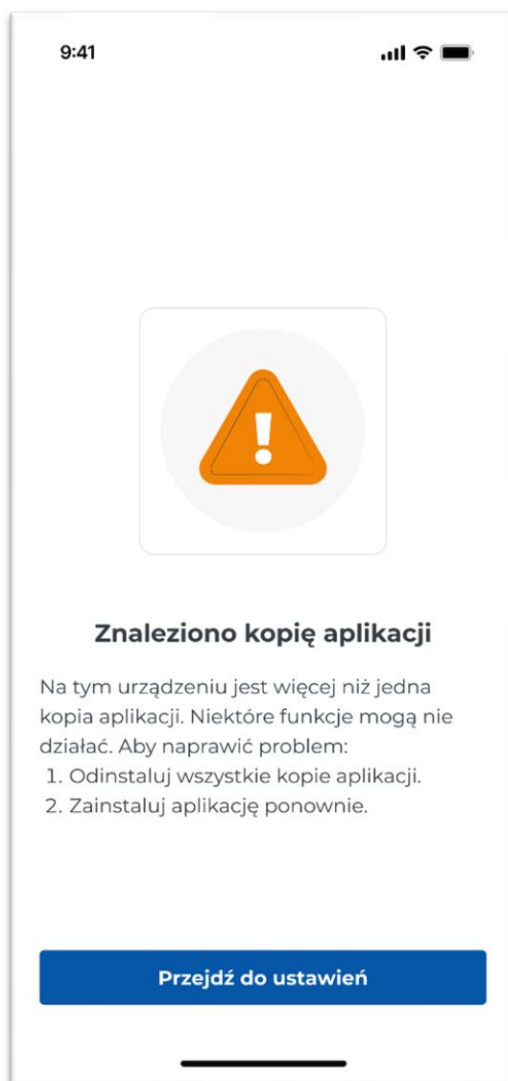 9:41
Znaleziono kopię aplikacji
Na tym urządzeniu jest więcej niż jedna
kopia aplikacji. Niektóre funkcje mogą nie
działać. Aby naprawić problem:
1. Odinstaluj wszystkie kopie aplikacji.
2. Zainstaluj aplikację ponownie.
Przejdź do ustawień